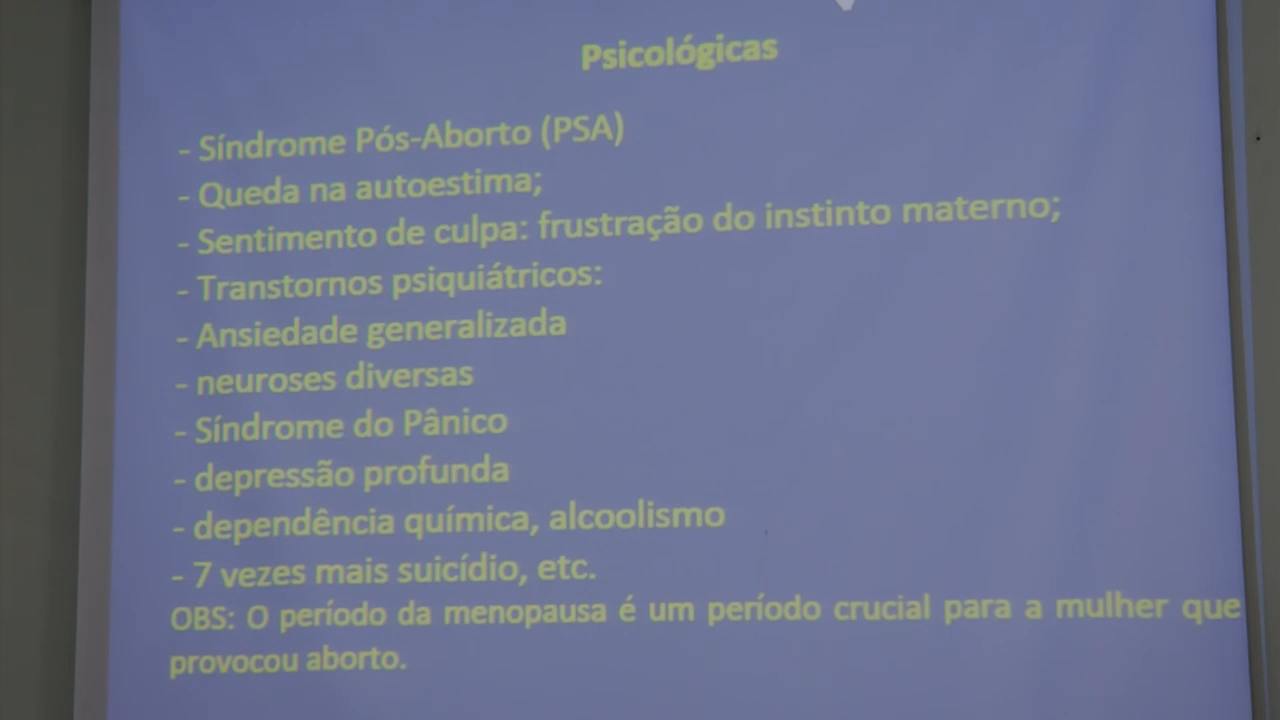 Psicológicas
- Síndrome Pós-Aborto (PSA)
- Queda na autoestima;
- Sentimento de culpa: frustração do instinto materno;
- Transtornos psiquiátricos:
- Ansiedade generalizada
- neuroses diversas
- Síndrome do Pânico
- depressão profunda
- dependência química, alcoolismo
- 7 vezes mais suicídio, etc.
OBS: O período da menopausa é um período crucial para a mulher que
provocou aborto.